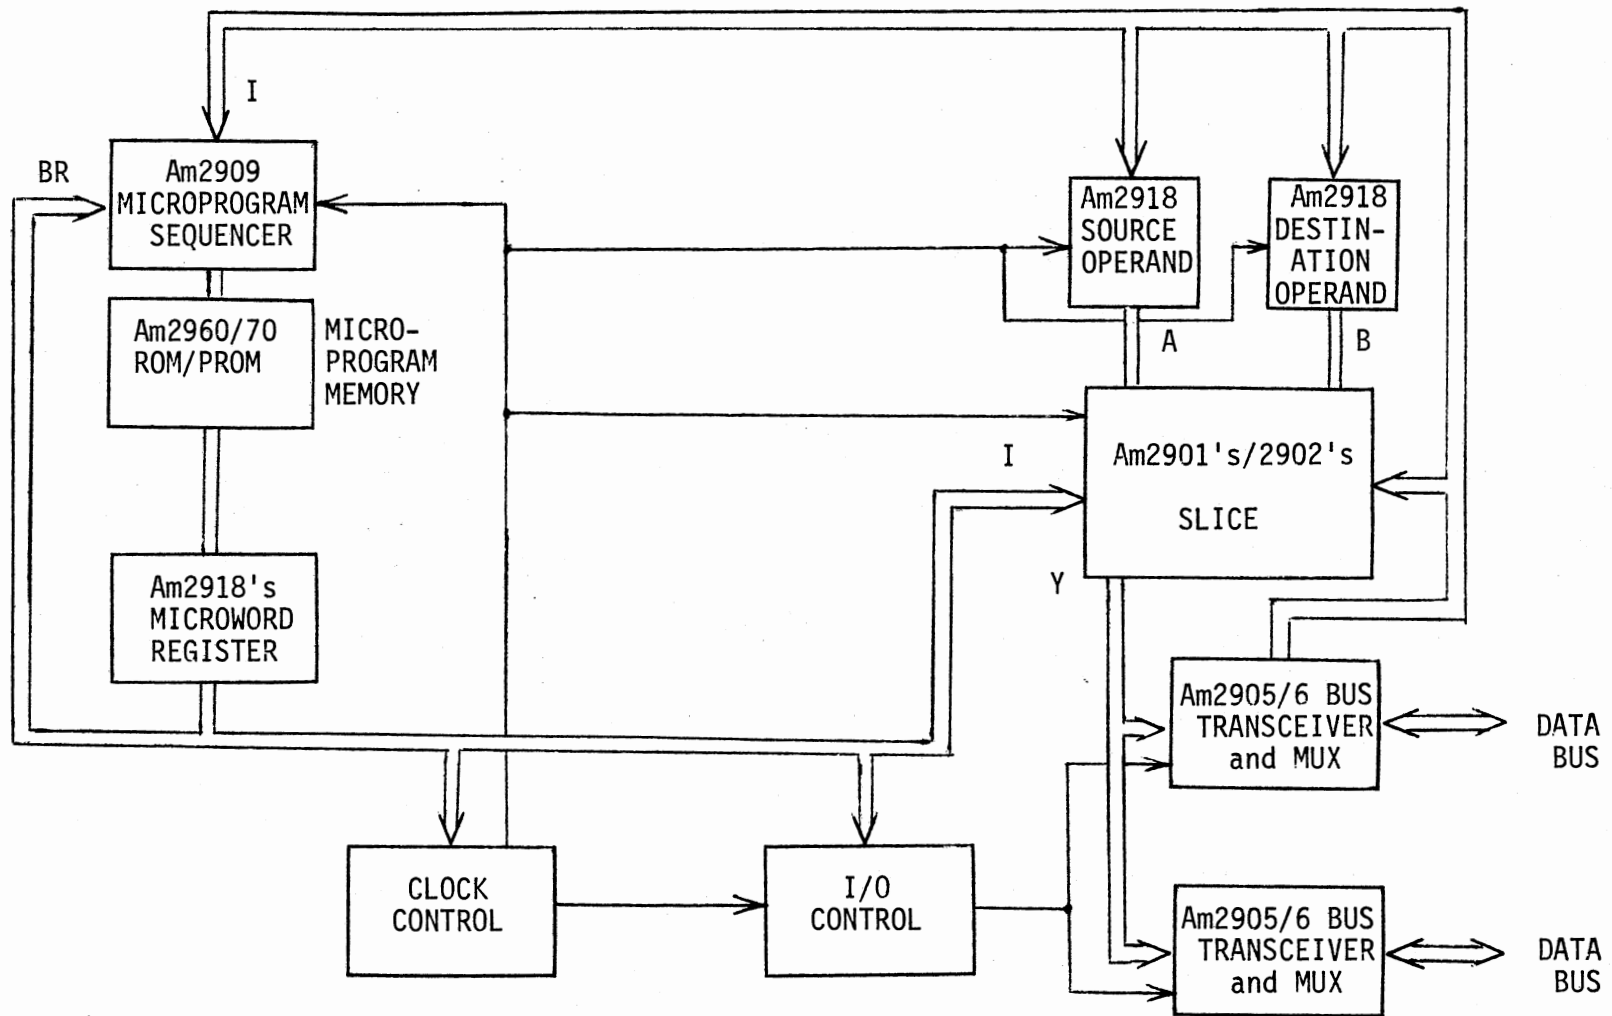 I
BR
Am2909
MICROPROGRAM
SEQUENCER
Am2918
SOURCE
OPERAND
Am2918
DESTIN-
ATION
OPERAND
Am2960/70
ROM/PROM
MICRO-
PROGRAM
MEMORY
A
B
I
Am2901's/2902's
SLICE
Y
Am2918's
MICROWORD
REGISTER
Am2905/6 BUS
TRANSCEIVER
and MUX
DATA
BUS
CLOCK
CONTROL
I/O
CONTROL
Am2905/6 BUS
TRANSCEIVER
and MUX
DATA
BUS